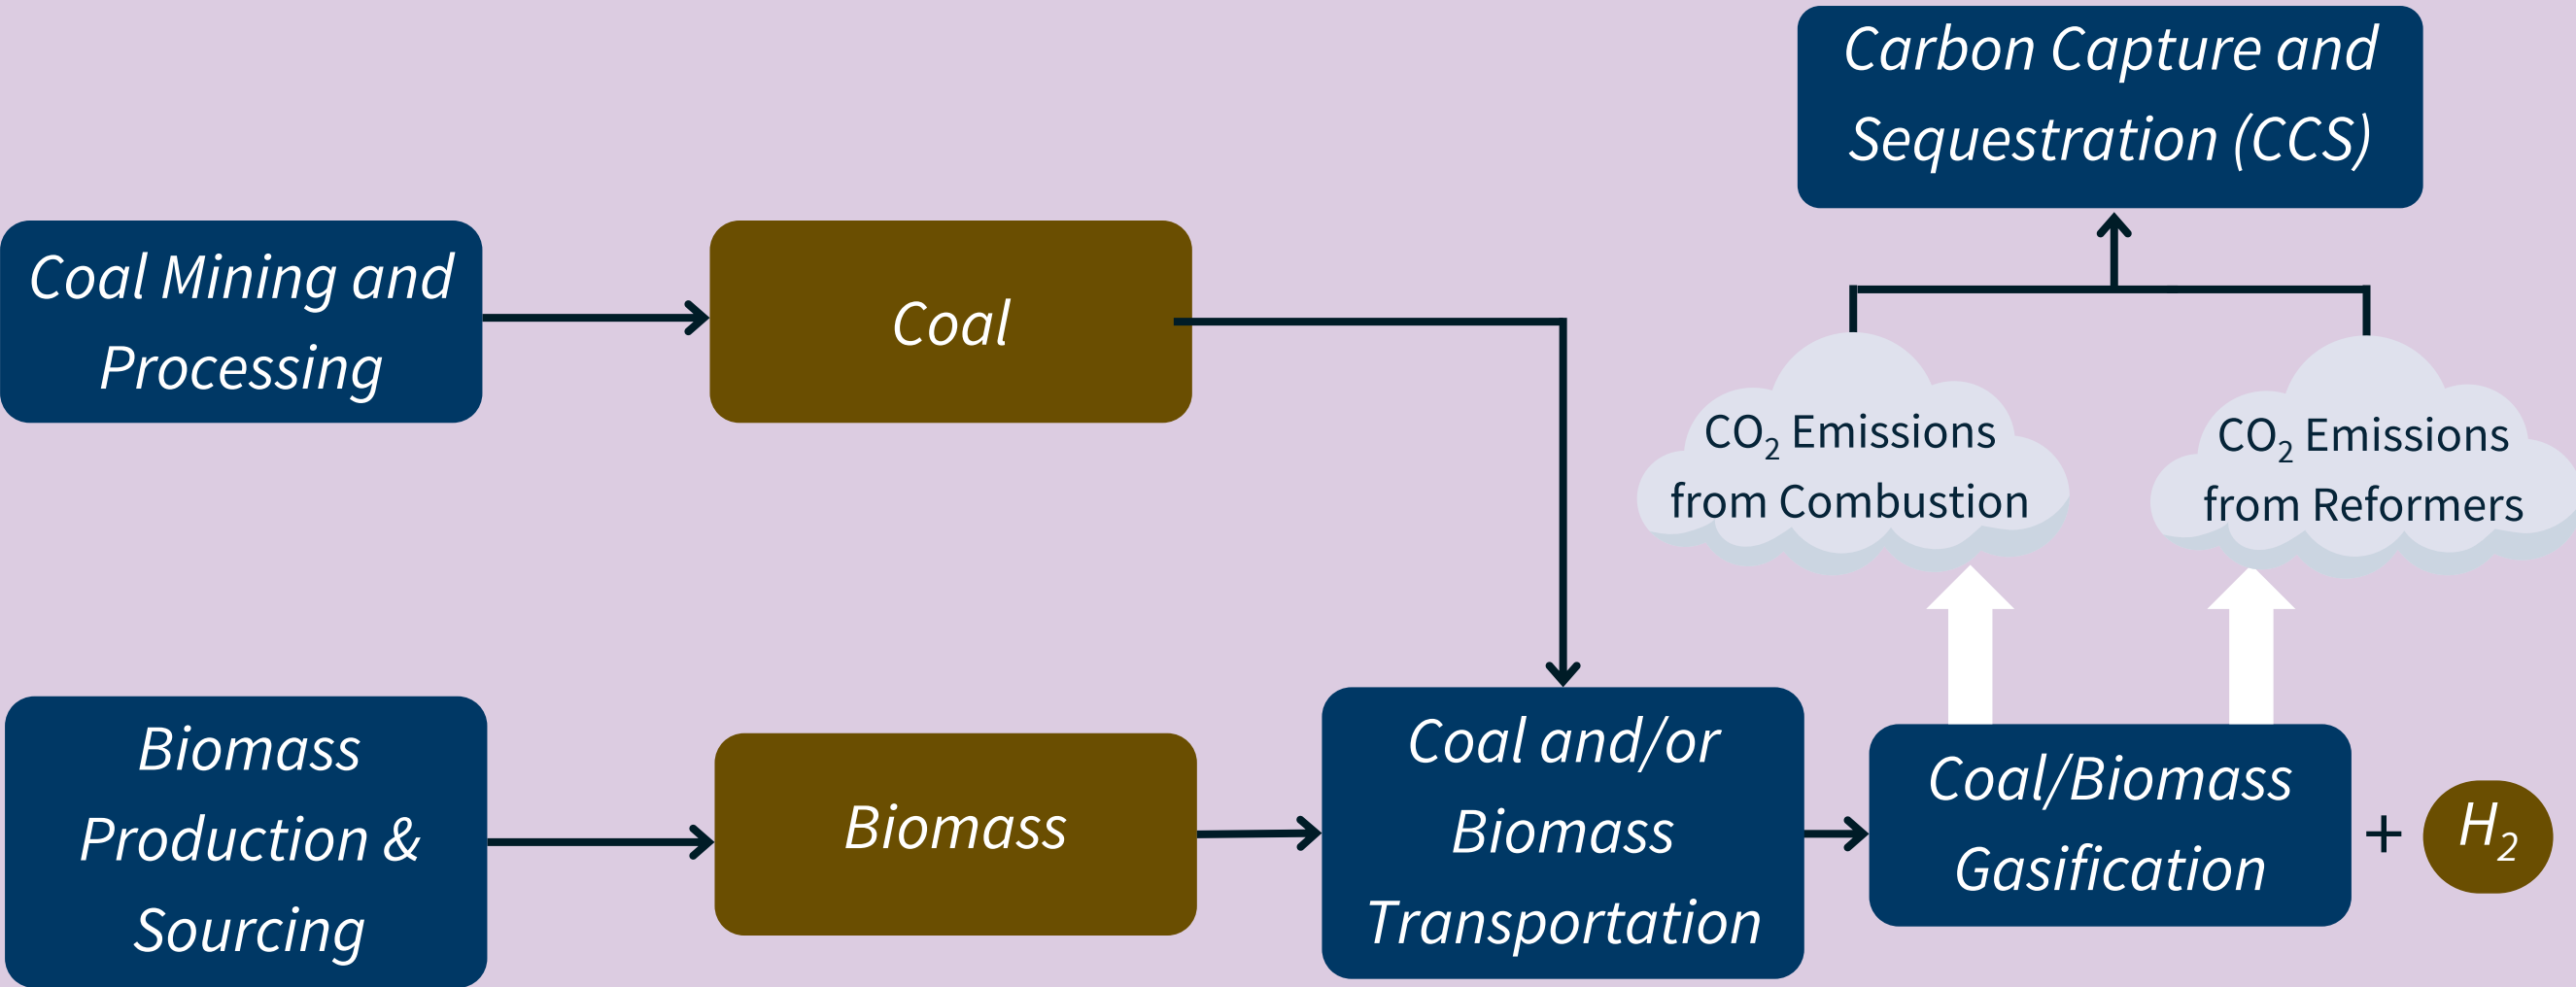 Carbon Capture and
Sequestration (CCS)
Coal Mining and
Processing
Coal
CO₂ Emissions
from Combustion
CO₂ Emissions
from Reformers
Biomass
Production &
Sourcing
Biomass
Coal and/or
Biomass
Transportation
Coal/Biomass
Gasification
+
H₂